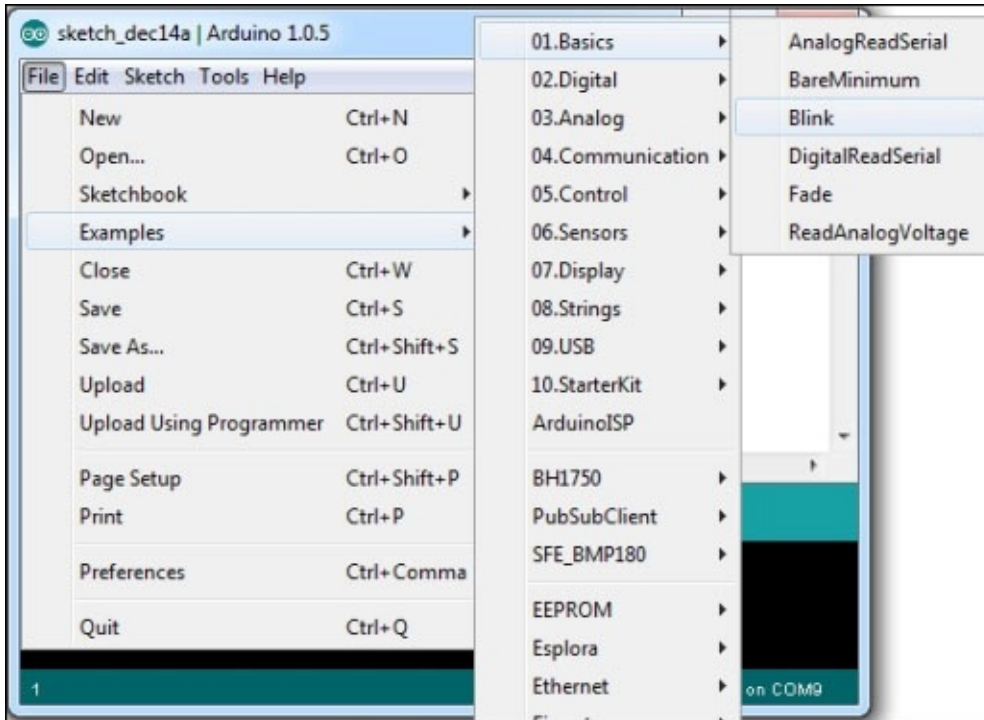 sketch_dec14a | Arduino 1.0.5
File Edit Sketch Tools Help
New Ctrl+N
Open... Ctrl+O
Sketchbook
Examples
Close Ctrl+W
Save Ctrl+S
Save As... Ctrl+Shift+S
Upload Ctrl+U
Upload Using Programmer Ctrl+Shift+U
Page Setup Ctrl+Shift+P
Print Ctrl+P
Preferences Ctrl+Comma
Quit Ctrl+Q
01.Basics
02.Digital
03.Analog
04.Communication
05.Control
06.Sensors
07.Display
08.Strings
09.USB
10.StarterKit
ArduinoISP
BH1750
PubSubClient
SFE_BMP180
EEPROM
Esplora
Ethernet
AnalogReadSerial
BareMinimum
Blink
DigitalReadSerial
Fade
ReadAnalogVoltage
1
on COM9